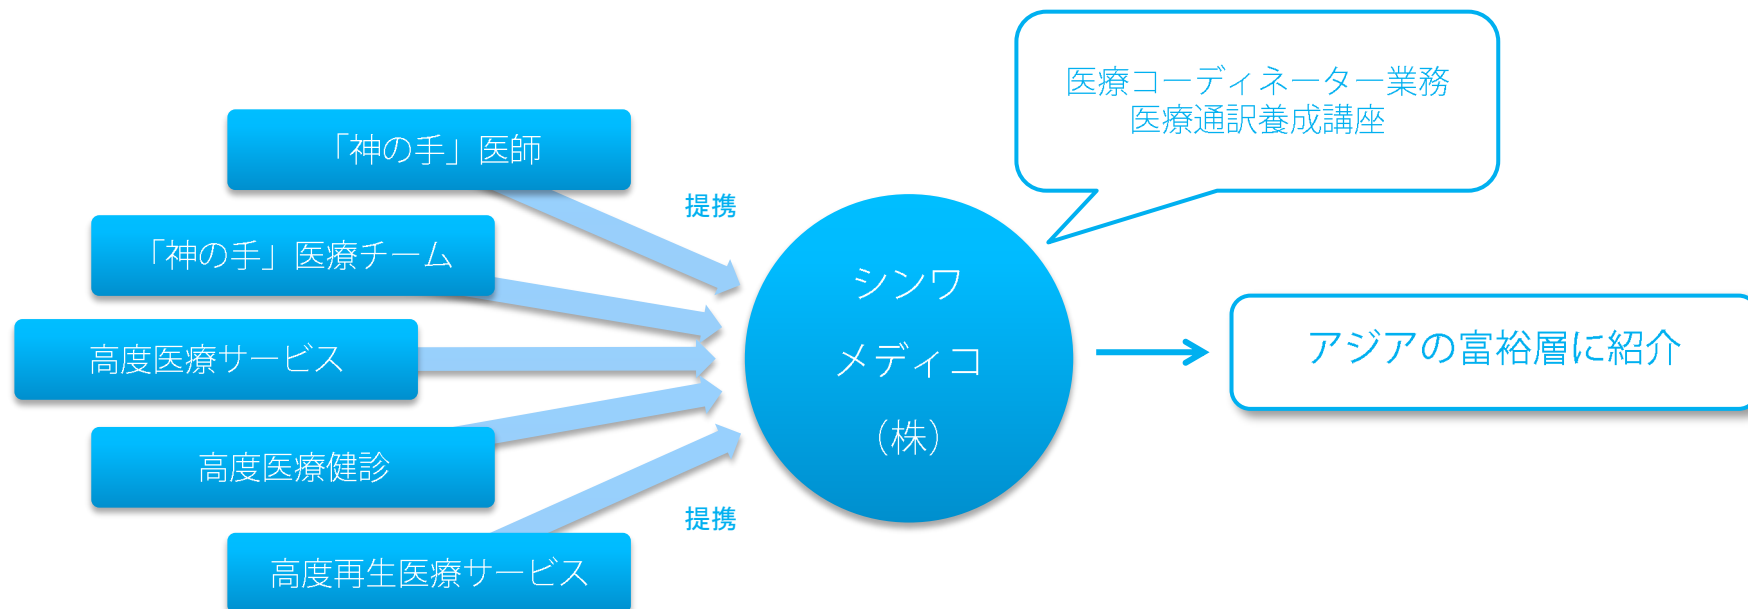 「神の手」医師
「神の手」医療チーム
高度医療サービス
高度医療健診
高度再生医療サービス
提携
提携
シンワ
メディコ
（株）
医療コーディネーター業務
医療通訳養成講座
アジアの富裕層に紹介